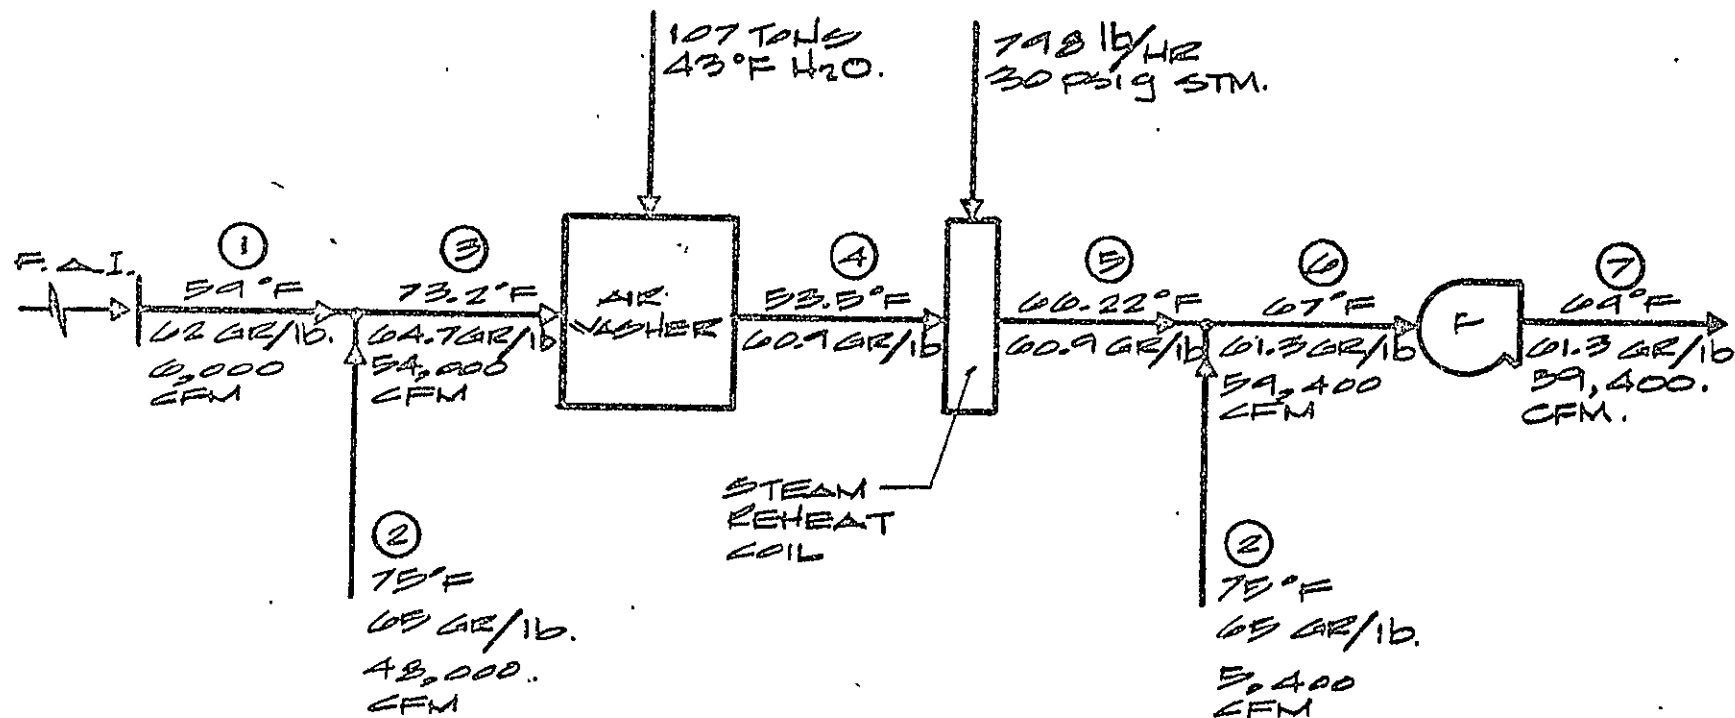 107 TONS
43°F H2O.
798 lb/HR
30 PSIG STM.
F.A.I.
1
59°F
62 GR/lb.
6,000
CFM
3
73.2°F
64.7GR/lb
54,000
CFM
AIR
WASHER
4
53.5°F
60.9 GR/lb
5
66.22°F
60.9 GR/lb
6
67°F
61.3GR/lb
59,400
CFM
F
7
69°F
61.3 GR/lb
59,400.
CFM.
STEAM
REHEAT
COIL
2
75°F
65 GR/lb.
48,000.
CFM
2
75°F
65 GR/lb.
5,400
CFM